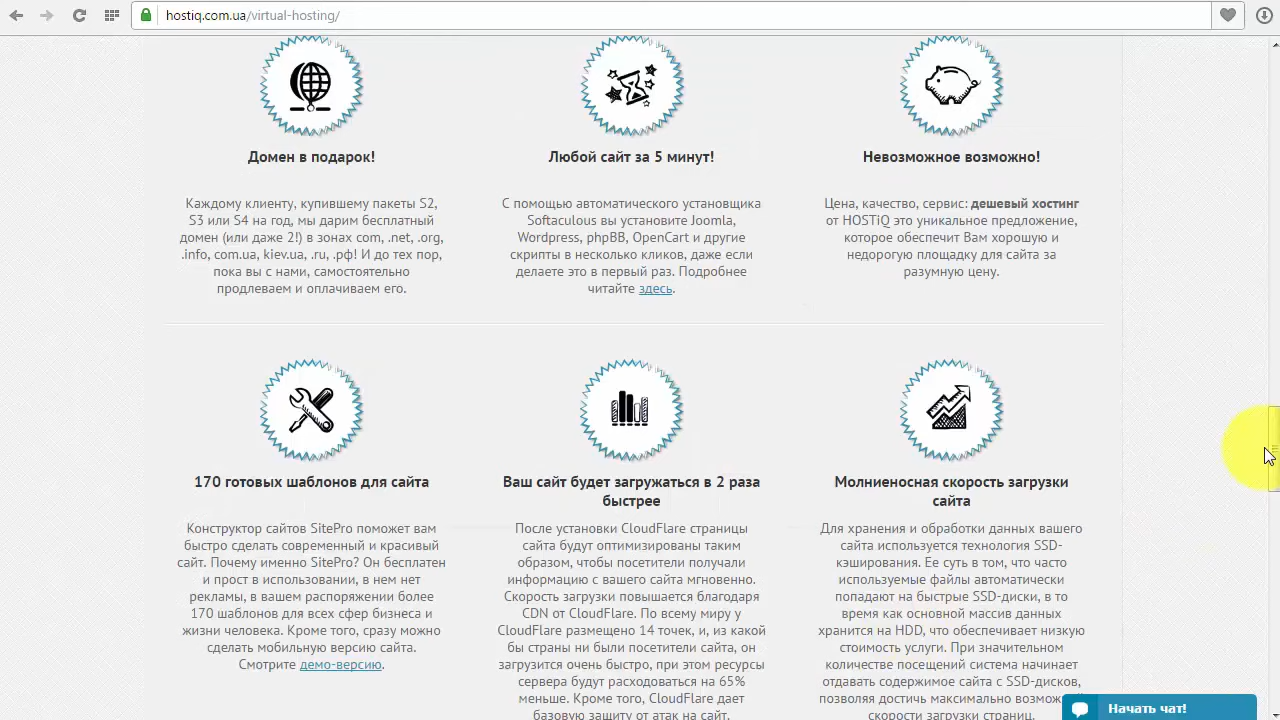 hostiq.com.ua/virtual-hosting/
Домен в подарок!
Каждому клиенту, купившему пакеты S2,
S3 или S4 на год, мы дарим бесплатный
домен (или даже 2!) в зонах com, .net, .org,
.info, com.ua, kiev.ua, .ru, .рф! И до тех пор,
пока вы с нами, самостоятельно
продлеваем и оплачиваем его.
Любой сайт за 5 минут!
С помощью автоматического установщика
Softaculous вы установите Joomla,
Wordpress, phpBB, OpenCart и другие
скрипты в несколько кликов, даже если
делаете это в первый раз. Подробнее
читайте здесь.
Невозможное возможно!
Цена, качество, сервис: дешевый хостинг
от HOSTiQ это уникальное предложение,
которое обеспечит Вам хорошую и
недорогую площадку для сайта за
разумную цену.
170 готовых шаблонов для сайта
Конструктор сайтов SitePro поможет вам
быстро сделать современный и красивый
сайт. Почему именно SitePro? Он бесплатен
и прост в использовании, в нем нет
рекламы, в вашем распоряжении более
170 шаблонов для всех сфер бизнеса и
жизни человека. Кроме того, сразу можно
сделать мобильную версию сайта.
Смотрите демо-версию.
Ваш сайт будет загружаться в 2 раза
быстрее
После установки CloudFlare страницы
сайта будут оптимизированы таким
образом, чтобы посетители получали
информацию с вашего сайта мгновенно.
Скорость загрузки повышается благодаря
CDN от CloudFlare. По всему миру у
CloudFlare размещено 14 точек, и, из какой
бы страны ни были посетители сайта, он
загрузится очень быстро, при этом ресурсы
сервера будут расходоваться на 65%
меньше. Кроме того, CloudFlare дает
базовую защиту от атак на сайт.
Молниеносная скорость загрузки
сайта
Для хранения и обработки данных вашего
сайта используется технология SSD-
кэширования. Ее суть в том, что часто
используемые файлы автоматически
попадают на быстрые SSD-диски, в то
время как основной массив данных
хранится на HDD, что обеспечивает низкую
стоимость услуги. При значительном
количестве посещений система начинает
отдавать содержимое сайта с SSD-дисков,
позволяя достичь максимально
скорости загрузки страниц.
Начать чат!